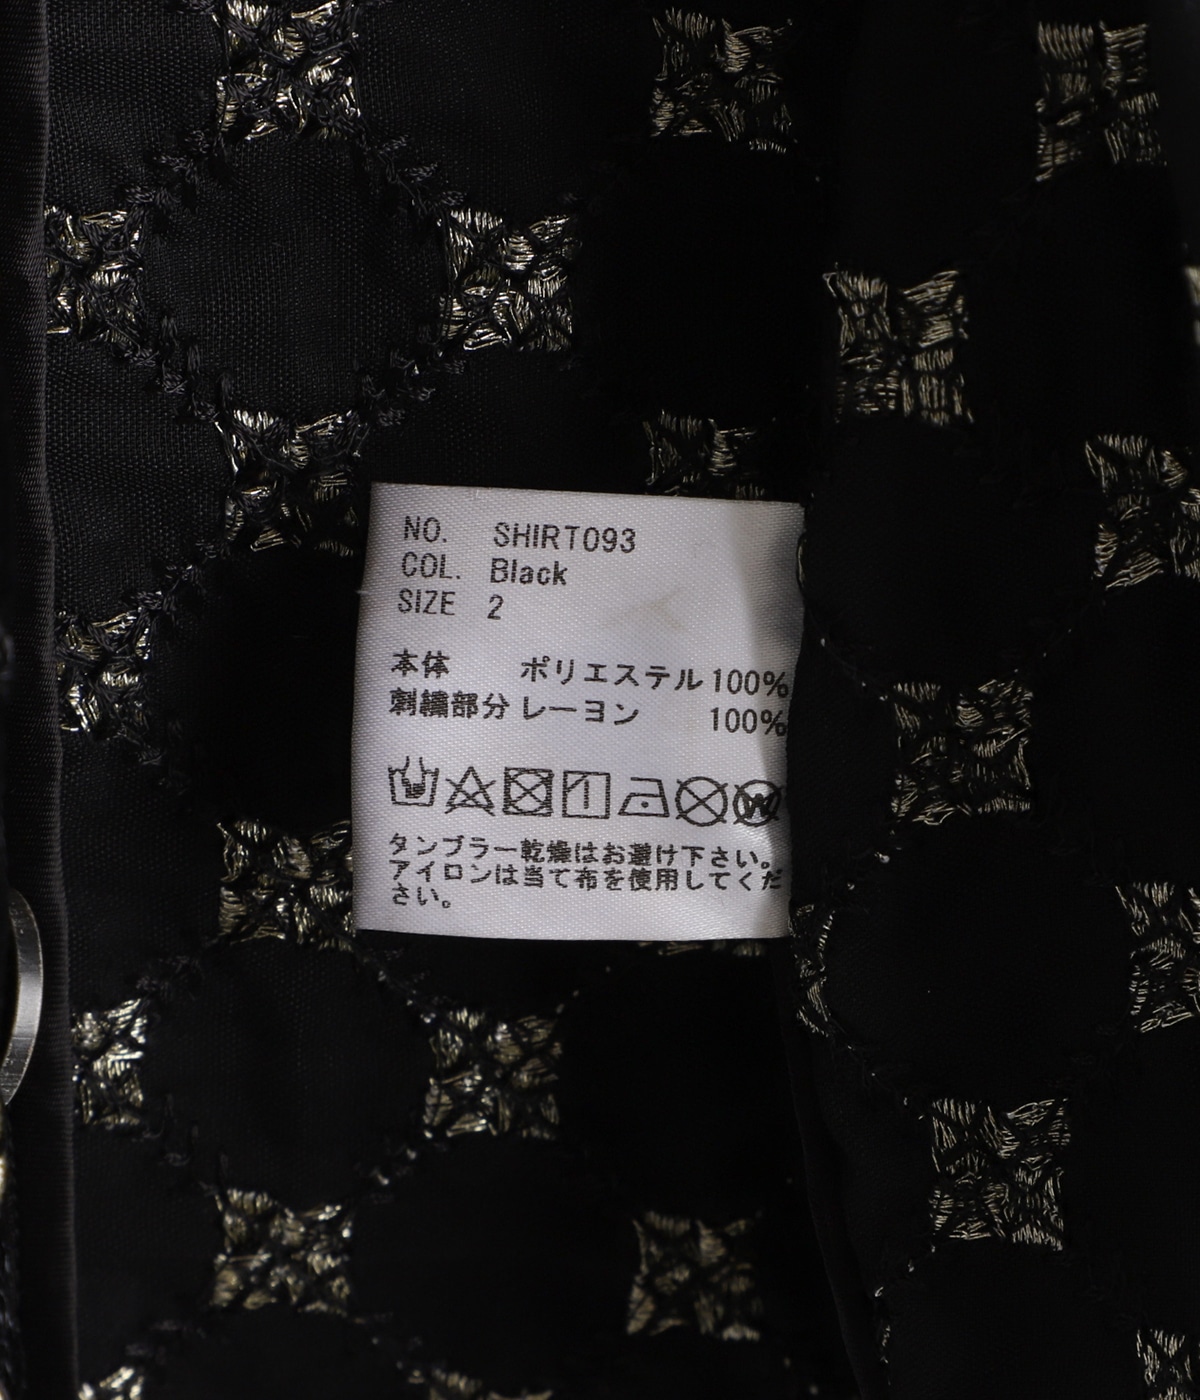 NO. SHIRT093
COL. Black
SIZE 2
本体 ポリエステル 100%
刺繍部分 レーヨン 100%
タンブラー乾燥はお避け下さい。
アイロンは当て布を使用してくだ
さい。